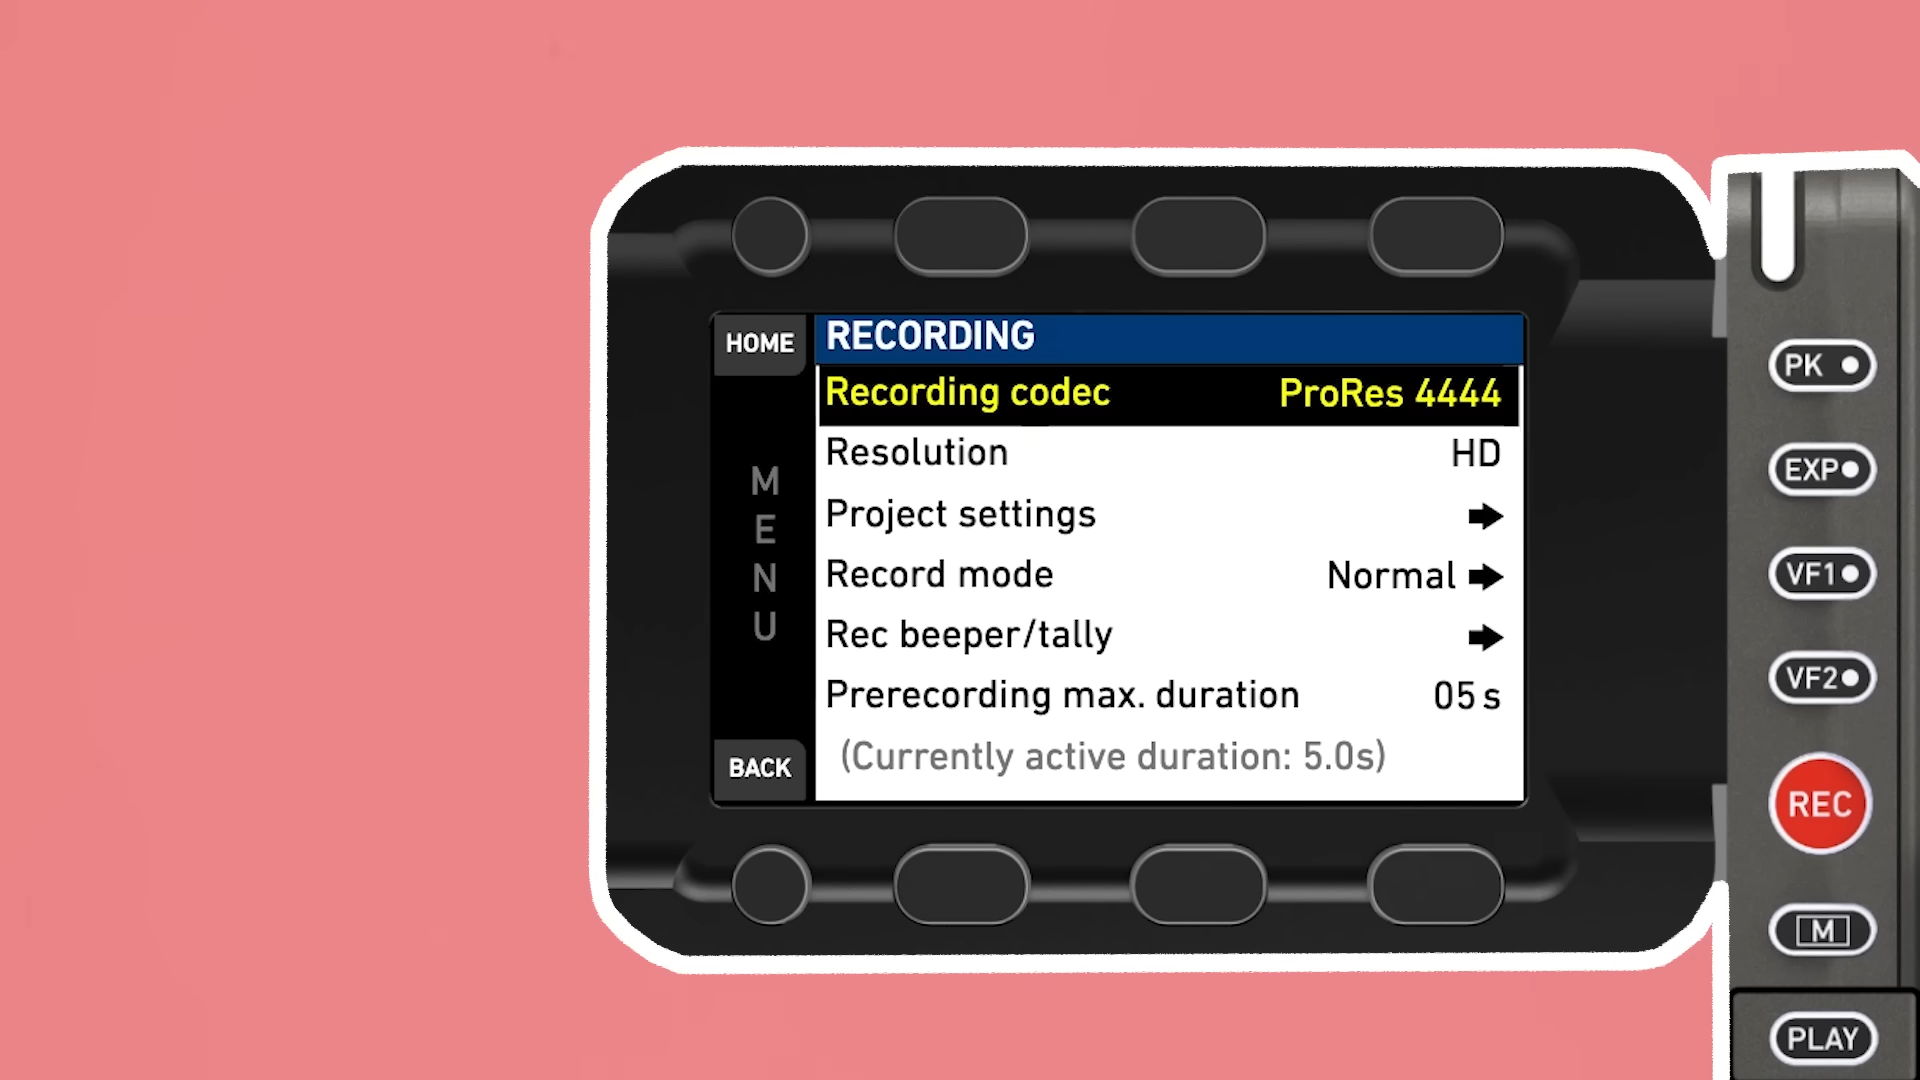 HOME
RECORDING
Recording codec ProRes 4444
Resolution HD
Project settings
Record mode Normal
Rec beeper/tally
Prerecording max. duration 05 s
(Currently active duration: 5.0s)
MENU
BACK
PK
EXP
VF1
VF2
REC
M
PLAY